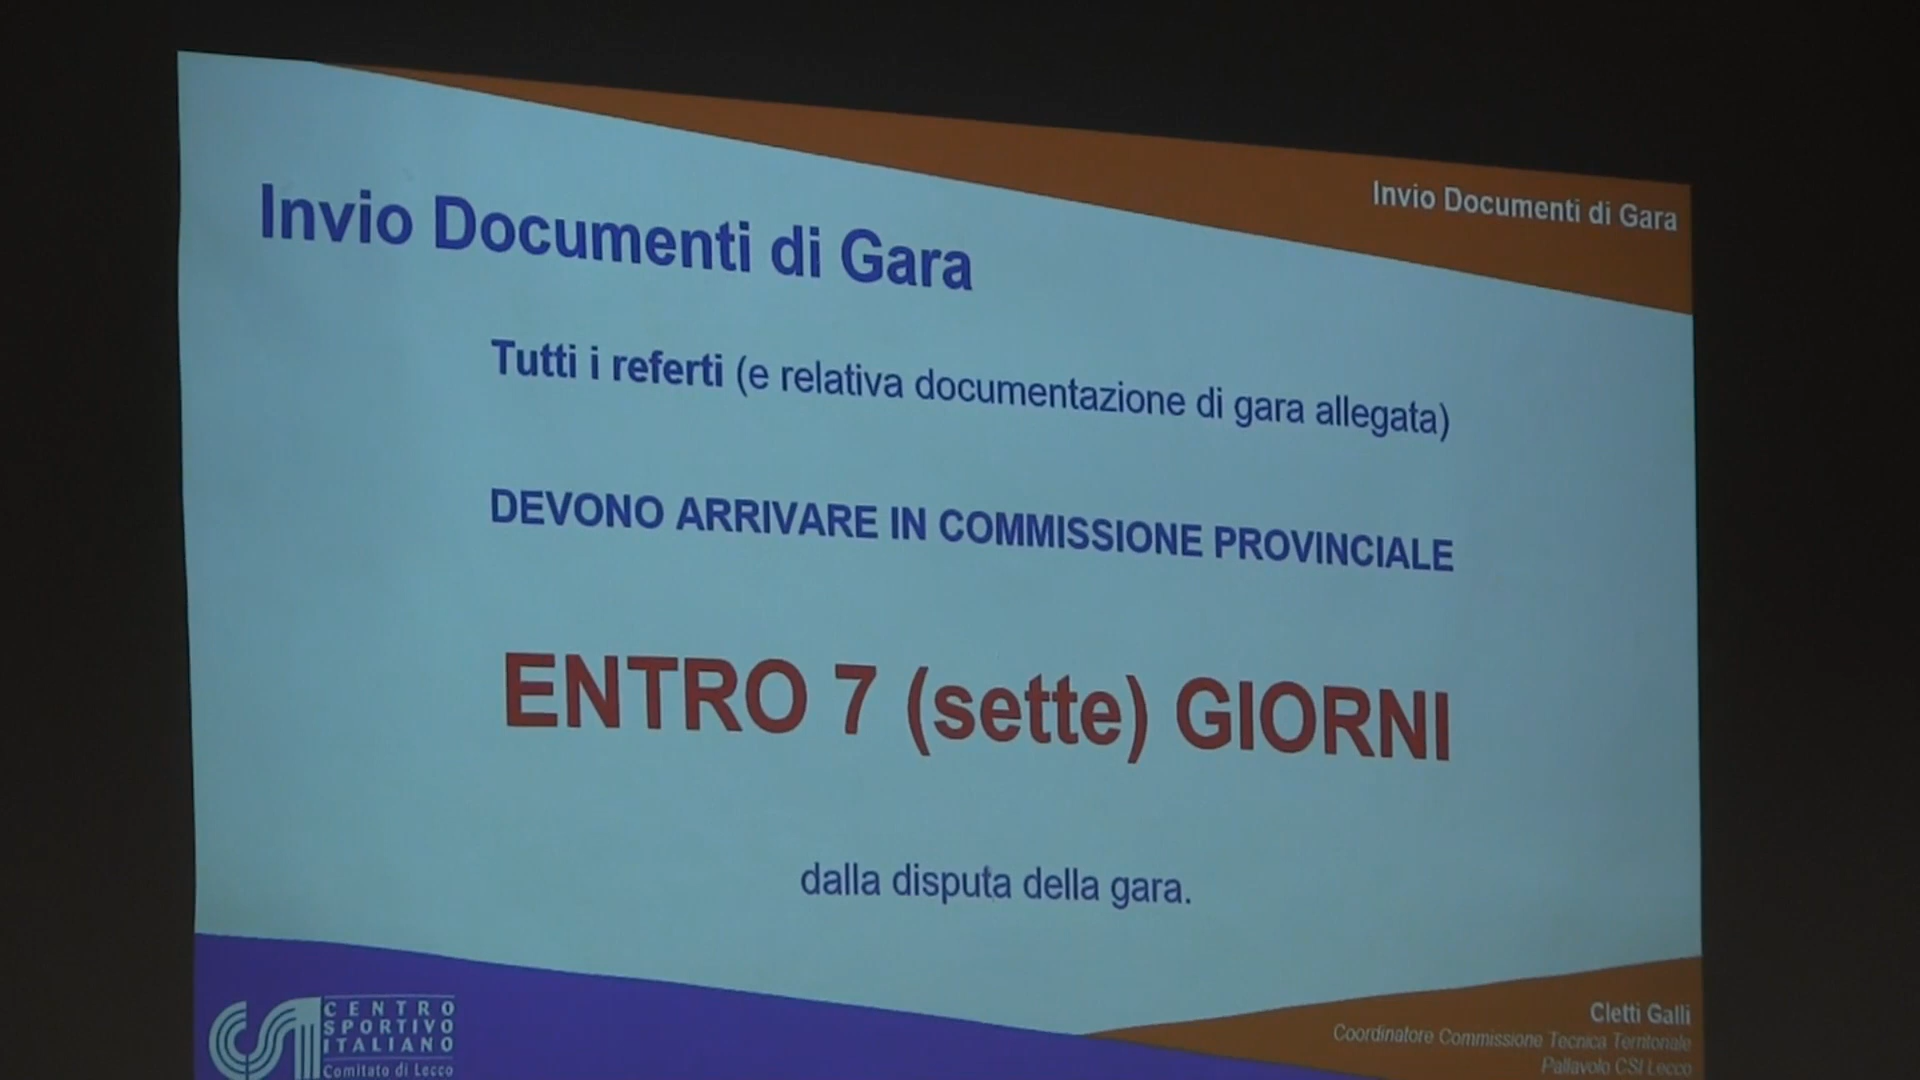 Invio Documenti di Gara
Invio Documenti di Gara
Tutti i referti (e relativa documentazione di gara allegata)
DEVONO ARRIVARE IN COMMISSIONE PROVINCIALE
ENTRO 7 (sette) GIORNI
dalla disputa della gara.
CSI
CENTRO
SPORTIVO
ITALIANO
Comitato di Lecco
Cletti Galli
Coordinatore Commissione Tecnica Territoriale
Pallavolo CSI Lecco